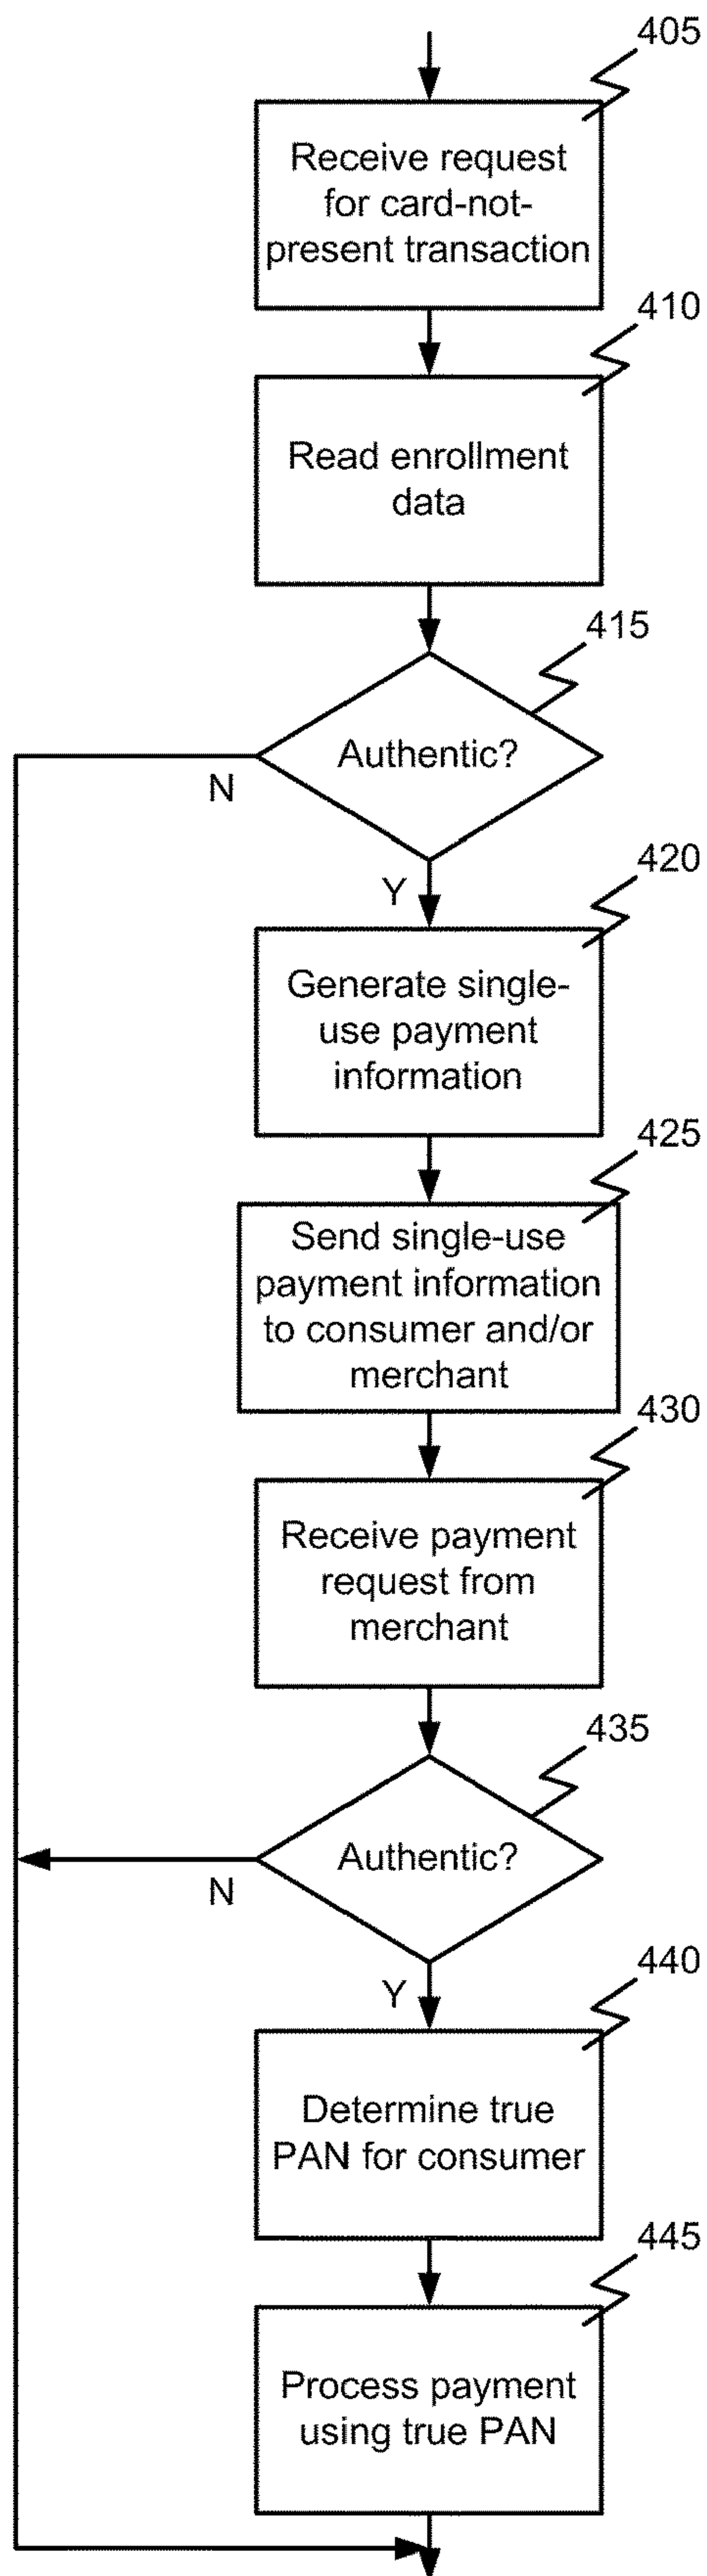 405
Receive request
for card-not-
present transaction
410
Read enrollment
data
415
Authentic?
N
Y
420
Generate single-
use payment
information
425
Send single-use
payment information
to consumer and/or
merchant
430
Receive payment
request from
merchant
435
Authentic?
N
Y
440
Determine true
PAN for consumer
445
Process payment
using true PAN